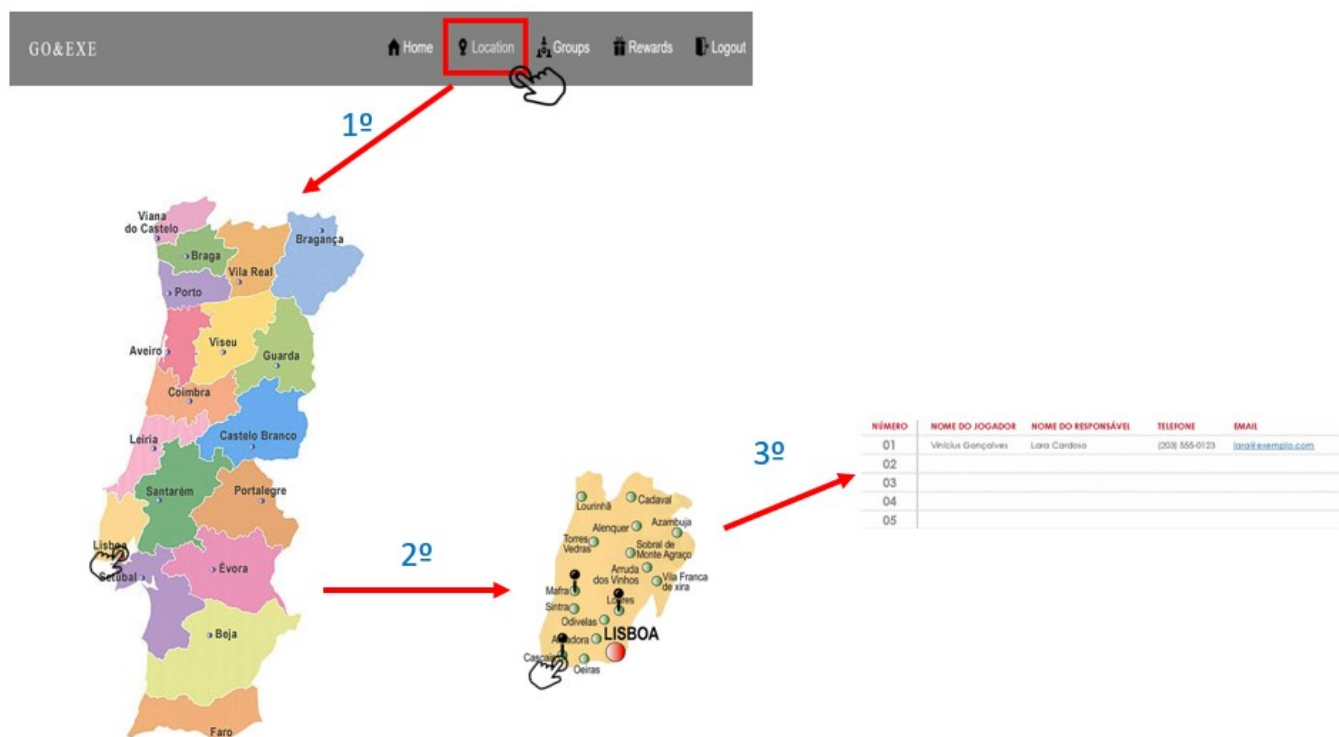 GO&EXE
Home
Location
Groups
Rewards
Logout
1º
Viana
do Castelo
Braga
Bragança
Vila Real
Porto
Aveiro
Viseu
Guarda
Coimbra
Leiria
Castelo Branco
Santarém
Portalegre
Lisboa
Setúbal
Évora
Beja
Faro
2º
Lourinhã
Cadaval
Alenquer
Azambuja
Torres
Vedras
Sobral de
Monte Agraço
Arruda
dos Vinhos
Vila Franca
de xira
Mafra
Loures
Sintra
Odivelas
Amadora
LISBOA
Cascais
Oeiras
3º
NÚMERO NOME DO JOGADOR NOME DO RESPONSÁVEL TELEFONE EMAIL
01 Vinicius Gonçalves Lara Cardoso (203) 555-0123 lara@exemplo.com
02
03
04
05